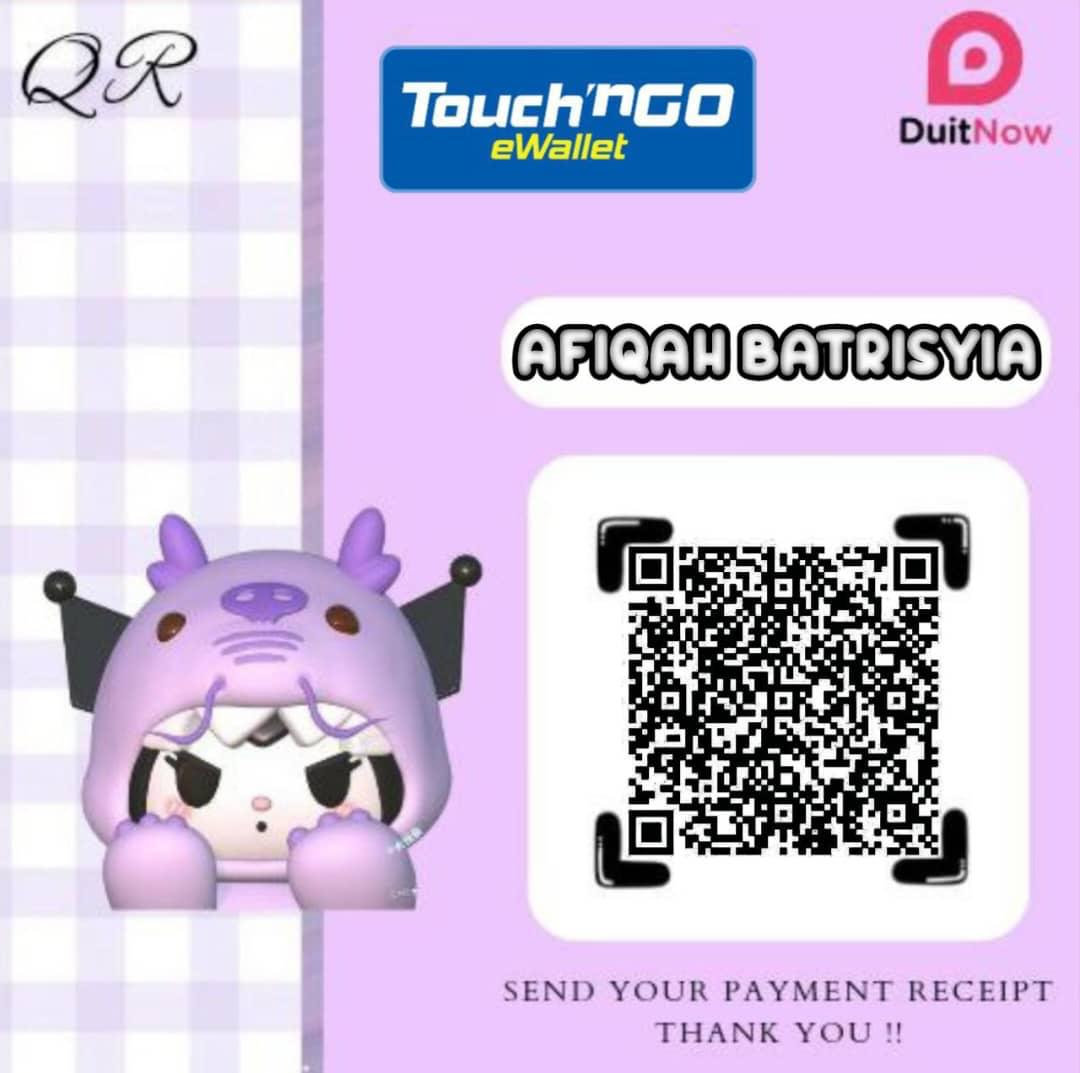 QR
Touch'nGO
eWallet
DuitNow
AFIQAH BATRISYIA
SEND YOUR PAYMENT RECEIPT
THANK YOU !!